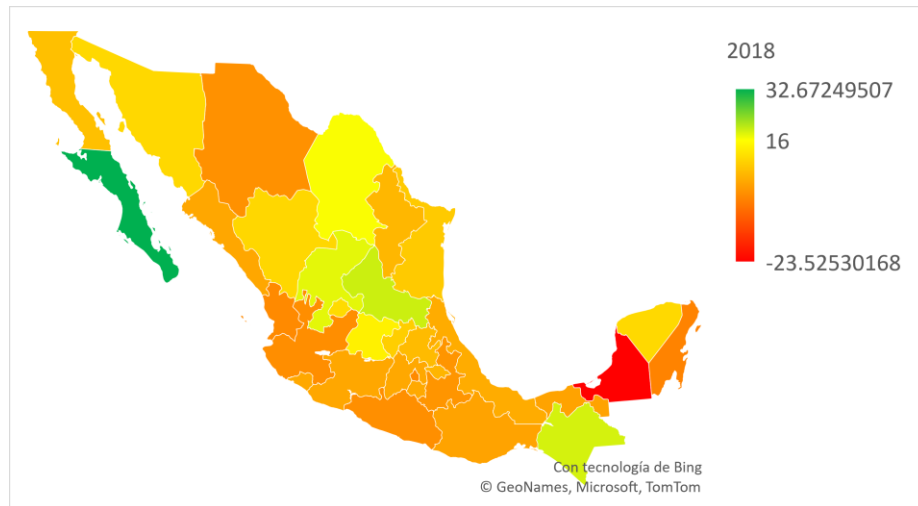 2018
32.67249507
16
-23.52530168
Con tecnología de Bing
© GeoNames, Microsoft, TomTom